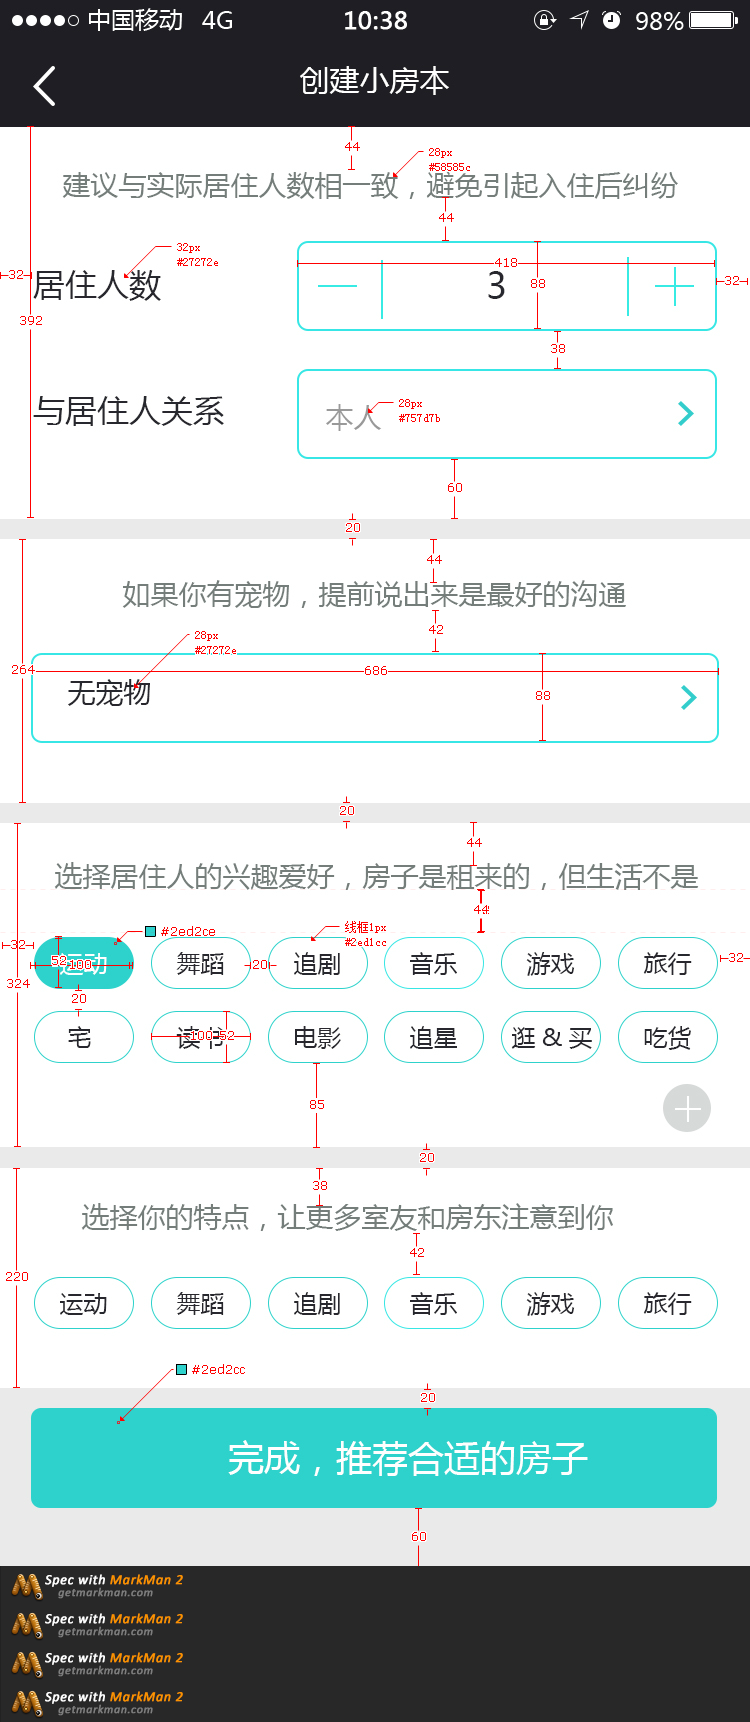 中国移动 4G 10:38 98%
创建小房本
44
28px
#58585c
建议与实际居住人数相一致，避免引起入住后纠纷
44
32px
#27272e
418
32
居住人数
3
88
32
392
38
与居住人关系
本人
28px
#757d7b
60
20
44
如果你有宠物，提前说出来是最好的沟通
42
28px
#27272e
264
686
无宠物
88
20
44
选择居住人的兴趣爱好，房子是租来的，但生活不是
44
#2ed2ce
线框1px
#2ed1cc
32
运动 舞蹈 追剧 音乐 游戏 旅行
52 100
20
32
324
20
宅 读书 电影 追星 逛 & 买 吃货
100 52
85
20
38
选择你的特点，让更多室友和房东注意到你
42
220
运动 舞蹈 追剧 音乐 游戏 旅行
#2ed2cc
20
完成，推荐合适的房子
60
Spec with MarkMan 2
getmarkman.com
Spec with MarkMan 2
getmarkman.com
Spec with MarkMan 2
getmarkman.com
Spec with MarkMan 2
getmarkman.com